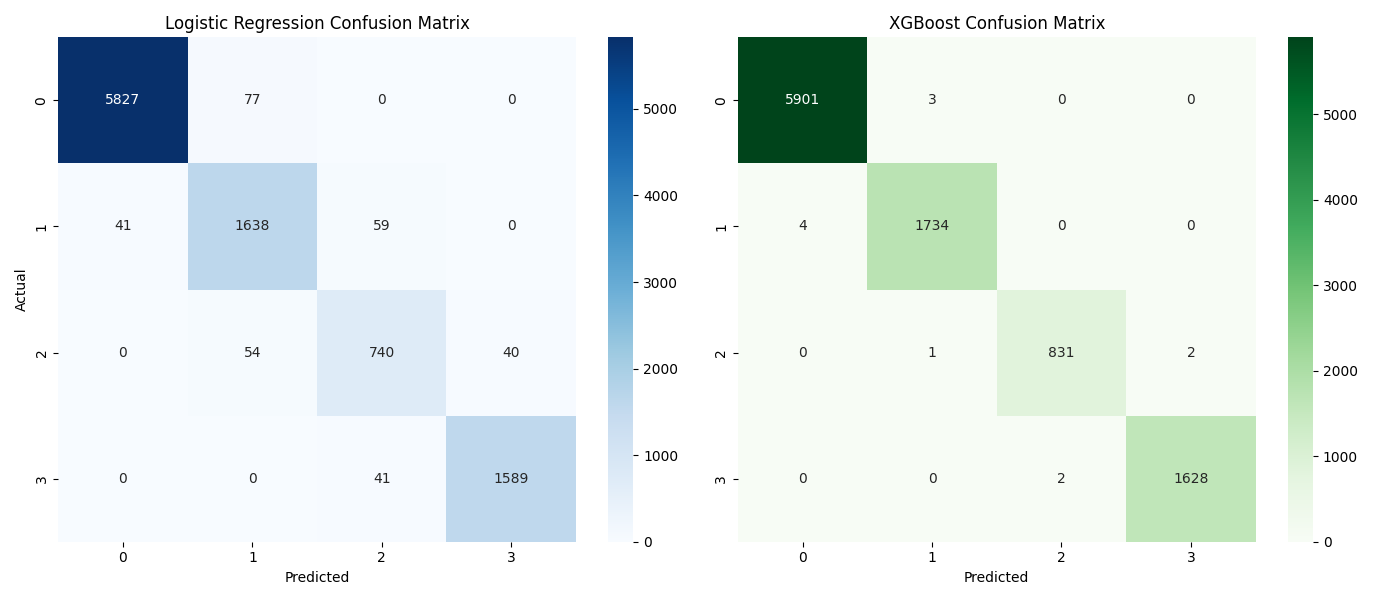 Logistic Regression Confusion Matrix
5827 77 0 0
41 1638 59 0
0 54 740 40
0 0 41 1589
0
1
2
3
Actual
0 1 2 3
Predicted
5000
4000
3000
2000
1000
0
XGBoost Confusion Matrix
5901 3 0 0
4 1734 0 0
0 1 831 2
0 0 2 1628
0
1
2
3
0 1 2 3
Predicted
5000
4000
3000
2000
1000
0